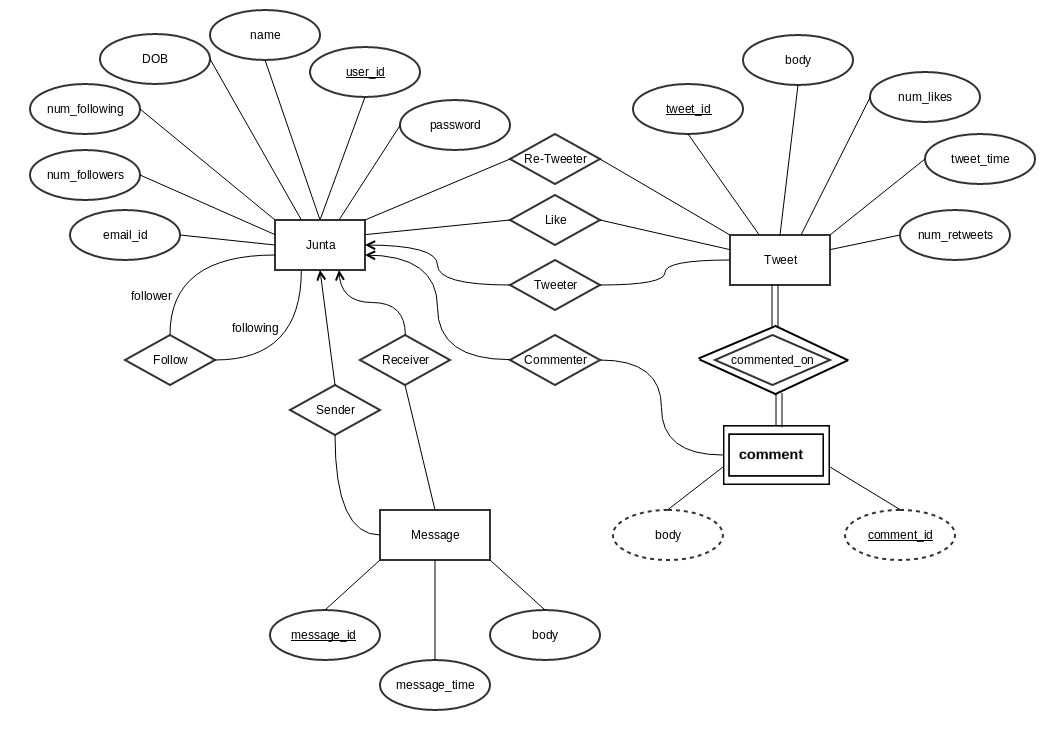 name
DOB
user_id
num_following
password
num_followers
email_id
Junta
follower
following
Follow
Sender
Receiver
Re-Tweeter
Like
Tweeter
Commenter
body
tweet_id
num_likes
tweet_time
num_retweets
Tweet
commented_on
comment
body
comment_id
Message
message_id
body
message_time